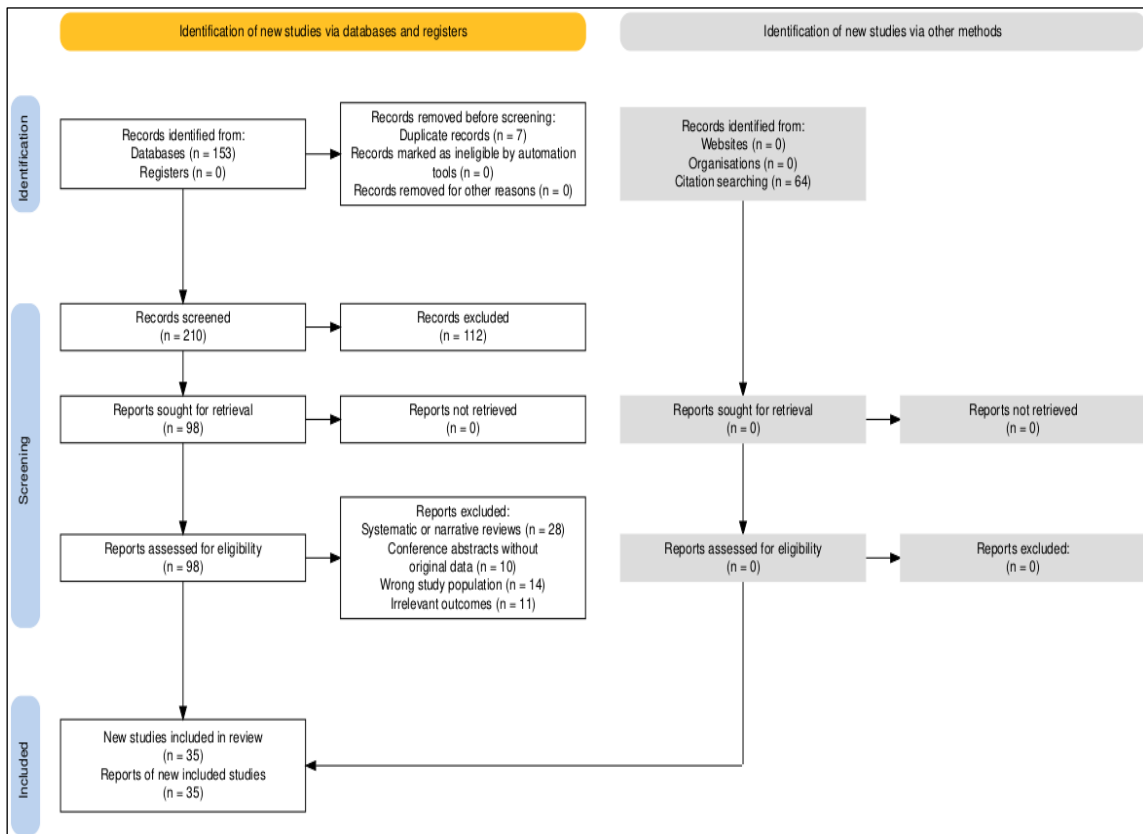 Identification of new studies via databases and registers
Identification of new studies via other methods
Identification
Records identified from:
Databases (n = 153)
Registers (n = 0)
Records removed before screening:
Duplicate records (n = 7)
Records marked as ineligible by automation
tools (n = 0)
Records removed for other reasons (n = 0)
Records identified from:
Websites (n = 0)
Organisations (n = 0)
Citation searching (n = 64)
Screening
Records screened
(n = 210)
Records excluded
(n = 112)
Reports sought for retrieval
(n = 98)
Reports not retrieved
(n = 0)
Reports sought for retrieval
(n = 0)
Reports not retrieved
(n = 0)
Reports assessed for eligibility
(n = 98)
Reports excluded:
Systematic or narrative reviews (n = 28)
Conference abstracts without
original data (n = 10)
Wrong study population (n = 14)
Irrelevant outcomes (n = 11)
Reports assessed for eligibility
(n = 0)
Reports excluded:
(n = 0)
Included
New studies included in review
(n = 35)
Reports of new included studies
(n = 35)